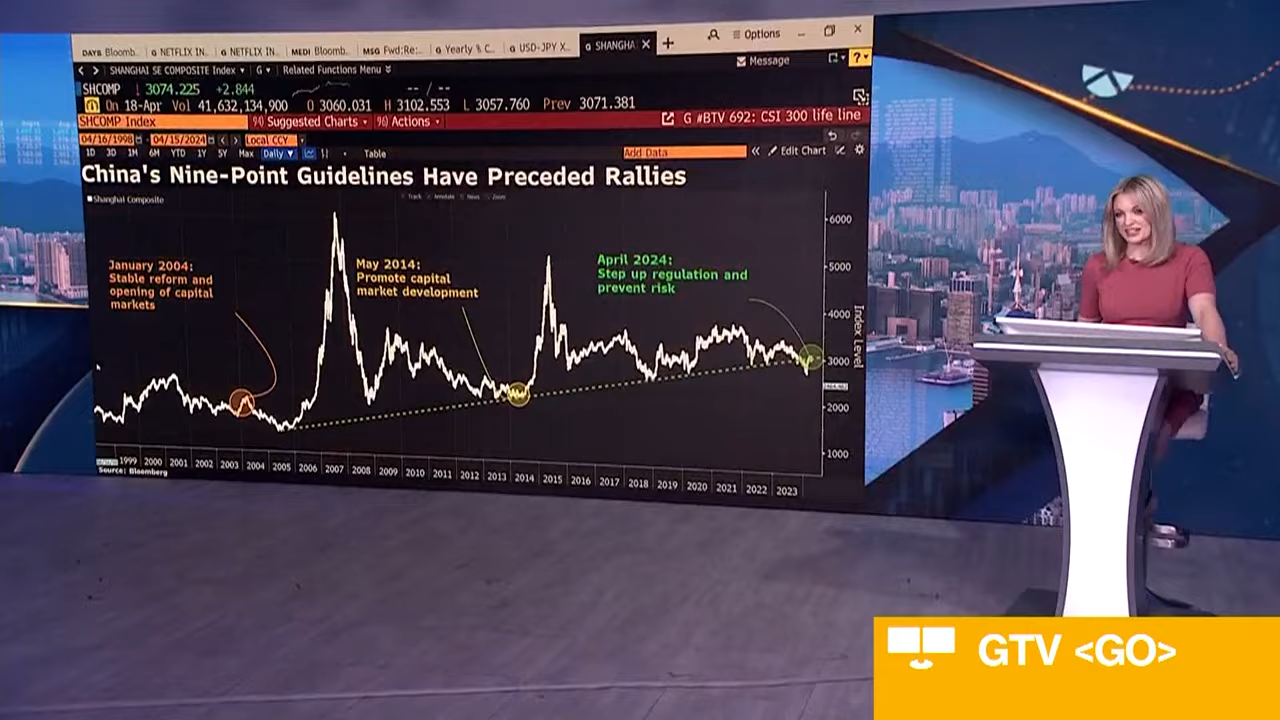 DAYB Bloomb. G NETFLIX IN. G NETFLIX IN. MEDI Bloomb. MSG Fwd:Re:. G Yearly % C. G USD-JPY X. G SHANGHA X +
Options
SHANGHAI SE COMPOSITE Index G Related Functions Menu
Message
SHCOMP ↓ 3074.225 +2.844 -- / --
On 18-Apr Vol 41,632,134,900 O 3060.031 H 3102.553 L 3057.760 Prev 3071.381
SHCOMP Index 94) Suggested Charts 96) Actions G #BTV 692: CSI 300 life line
04/16/1998 - 04/15/2024 Local CCY
1D 3D 1M 6M YTD 1Y 5Y Max Daily ▼ Table Add Data « Edit Chart
China's Nine-Point Guidelines Have Preceded Rallies
Shanghai Composite
Track Annotate News Zoom
January 2004:
Stable reform and
opening of capital
markets
May 2014:
Promote capital
market development
April 2024:
Step up regulation and
prevent risk
6000
5000
4000
3000
2000
1000
Index Level
1999 2000 2001 2002 2003 2004 2005 2006 2007 2008 2009 2010 2011 2012 2013 2014 2015 2016 2017 2018 2019 2020 2021 2022 2023
Source: Bloomberg
GTV <GO>